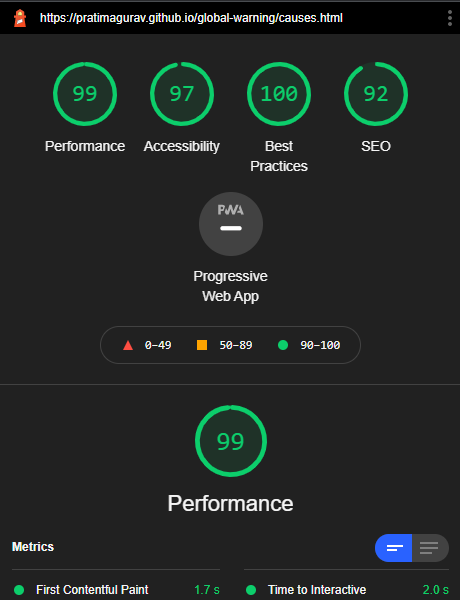 https://pratimagurav.github.io/global-warning/causes.html
99
97
100
92
Performance
Accessibility
Best
Practices
SEO
PWA
Progressive
Web App
0–49
50–89
90–100
99
Performance
Metrics
First Contentful Paint
1.7 s
Time to Interactive
2.0 s